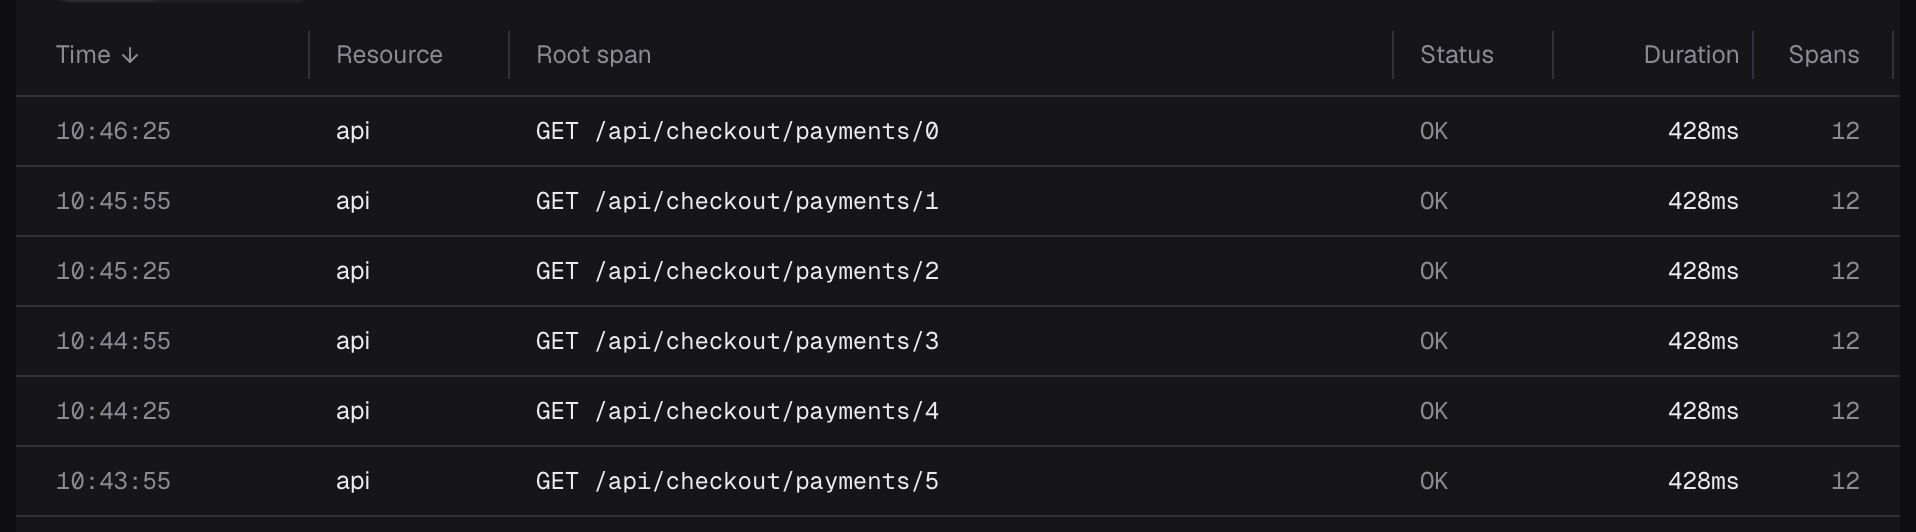 Time ↓ Resource Root span Status Duration Spans
10:46:25 api GET /api/checkout/payments/0 OK 428ms 12
10:45:55 api GET /api/checkout/payments/1 OK 428ms 12
10:45:25 api GET /api/checkout/payments/2 OK 428ms 12
10:44:55 api GET /api/checkout/payments/3 OK 428ms 12
10:44:25 api GET /api/checkout/payments/4 OK 428ms 12
10:43:55 api GET /api/checkout/payments/5 OK 428ms 12